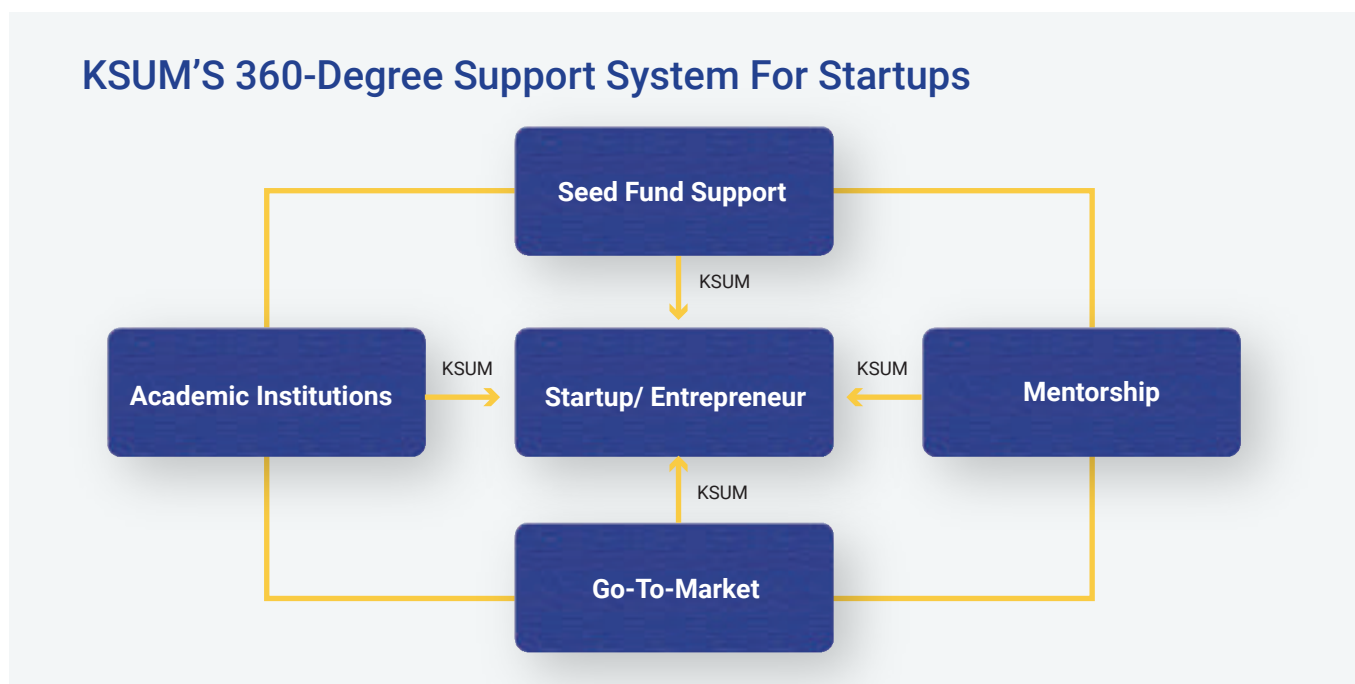 KSUM'S 360-Degree Support System For Startups
Seed Fund Support
KSUM
Academic Institutions
KSUM
Startup/ Entrepreneur
KSUM
Mentorship
KSUM
Go-To-Market